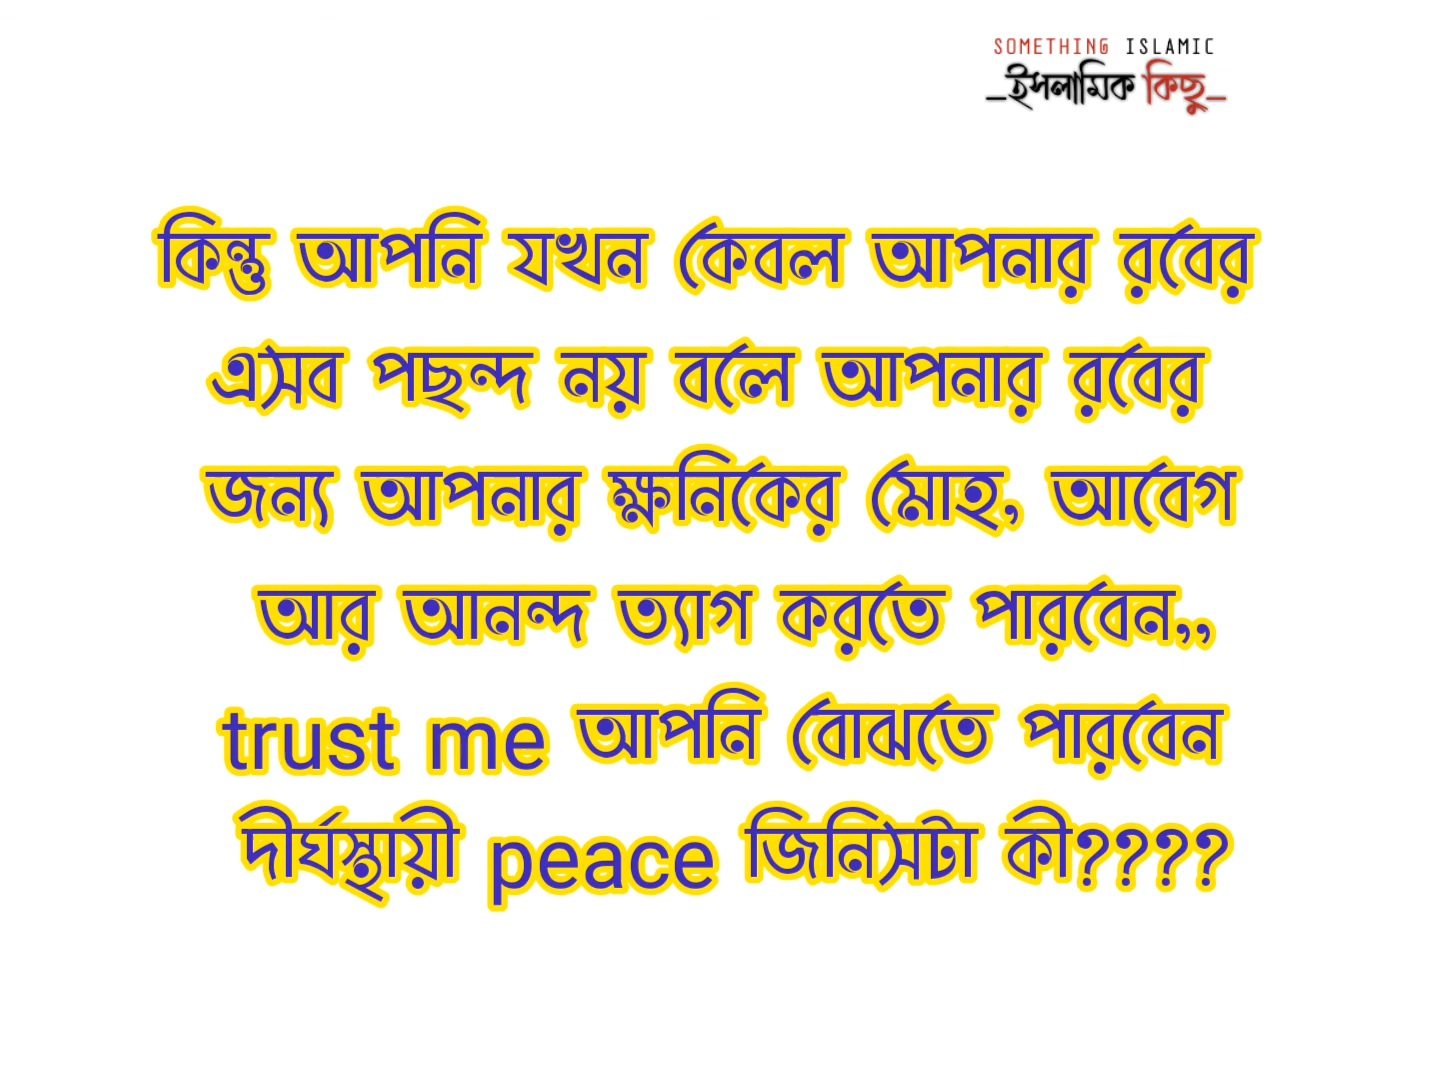 SOMETHING ISLAMIC
_ইসলামিক কিছু_
কিন্তু আপনি যখন কেবল আপনার রবের
এসব পছন্দ নয় বলে আপনার রবের
জন্য আপনার ক্ষনিকের মোহ, আবেগ
আর আনন্দ ত্যাগ করতে পারবেন,,
trust me আপনি বোঝতে পারবেন
দীর্ঘস্থায়ী peace জিনিসটা কী????